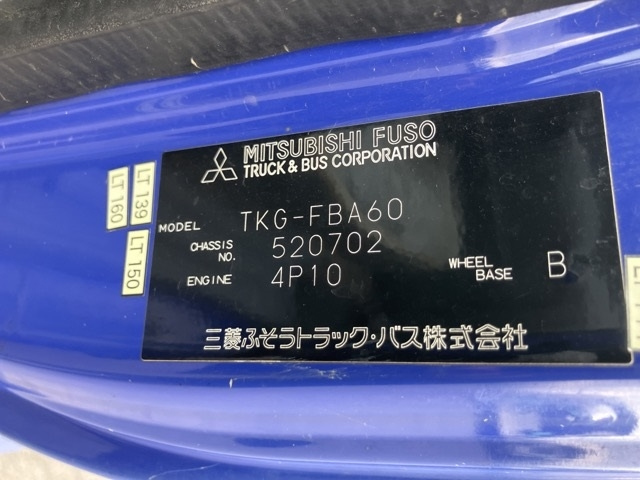 MITSUBISHI FUSO
TRUCK & BUS CORPORATION
MODEL TKG-FBA60
CHASSIS NO. 520702
ENGINE 4P10
WHEEL BASE B
三菱ふそうトラック・バス株式会社
LT 139
LT 160
LT 150